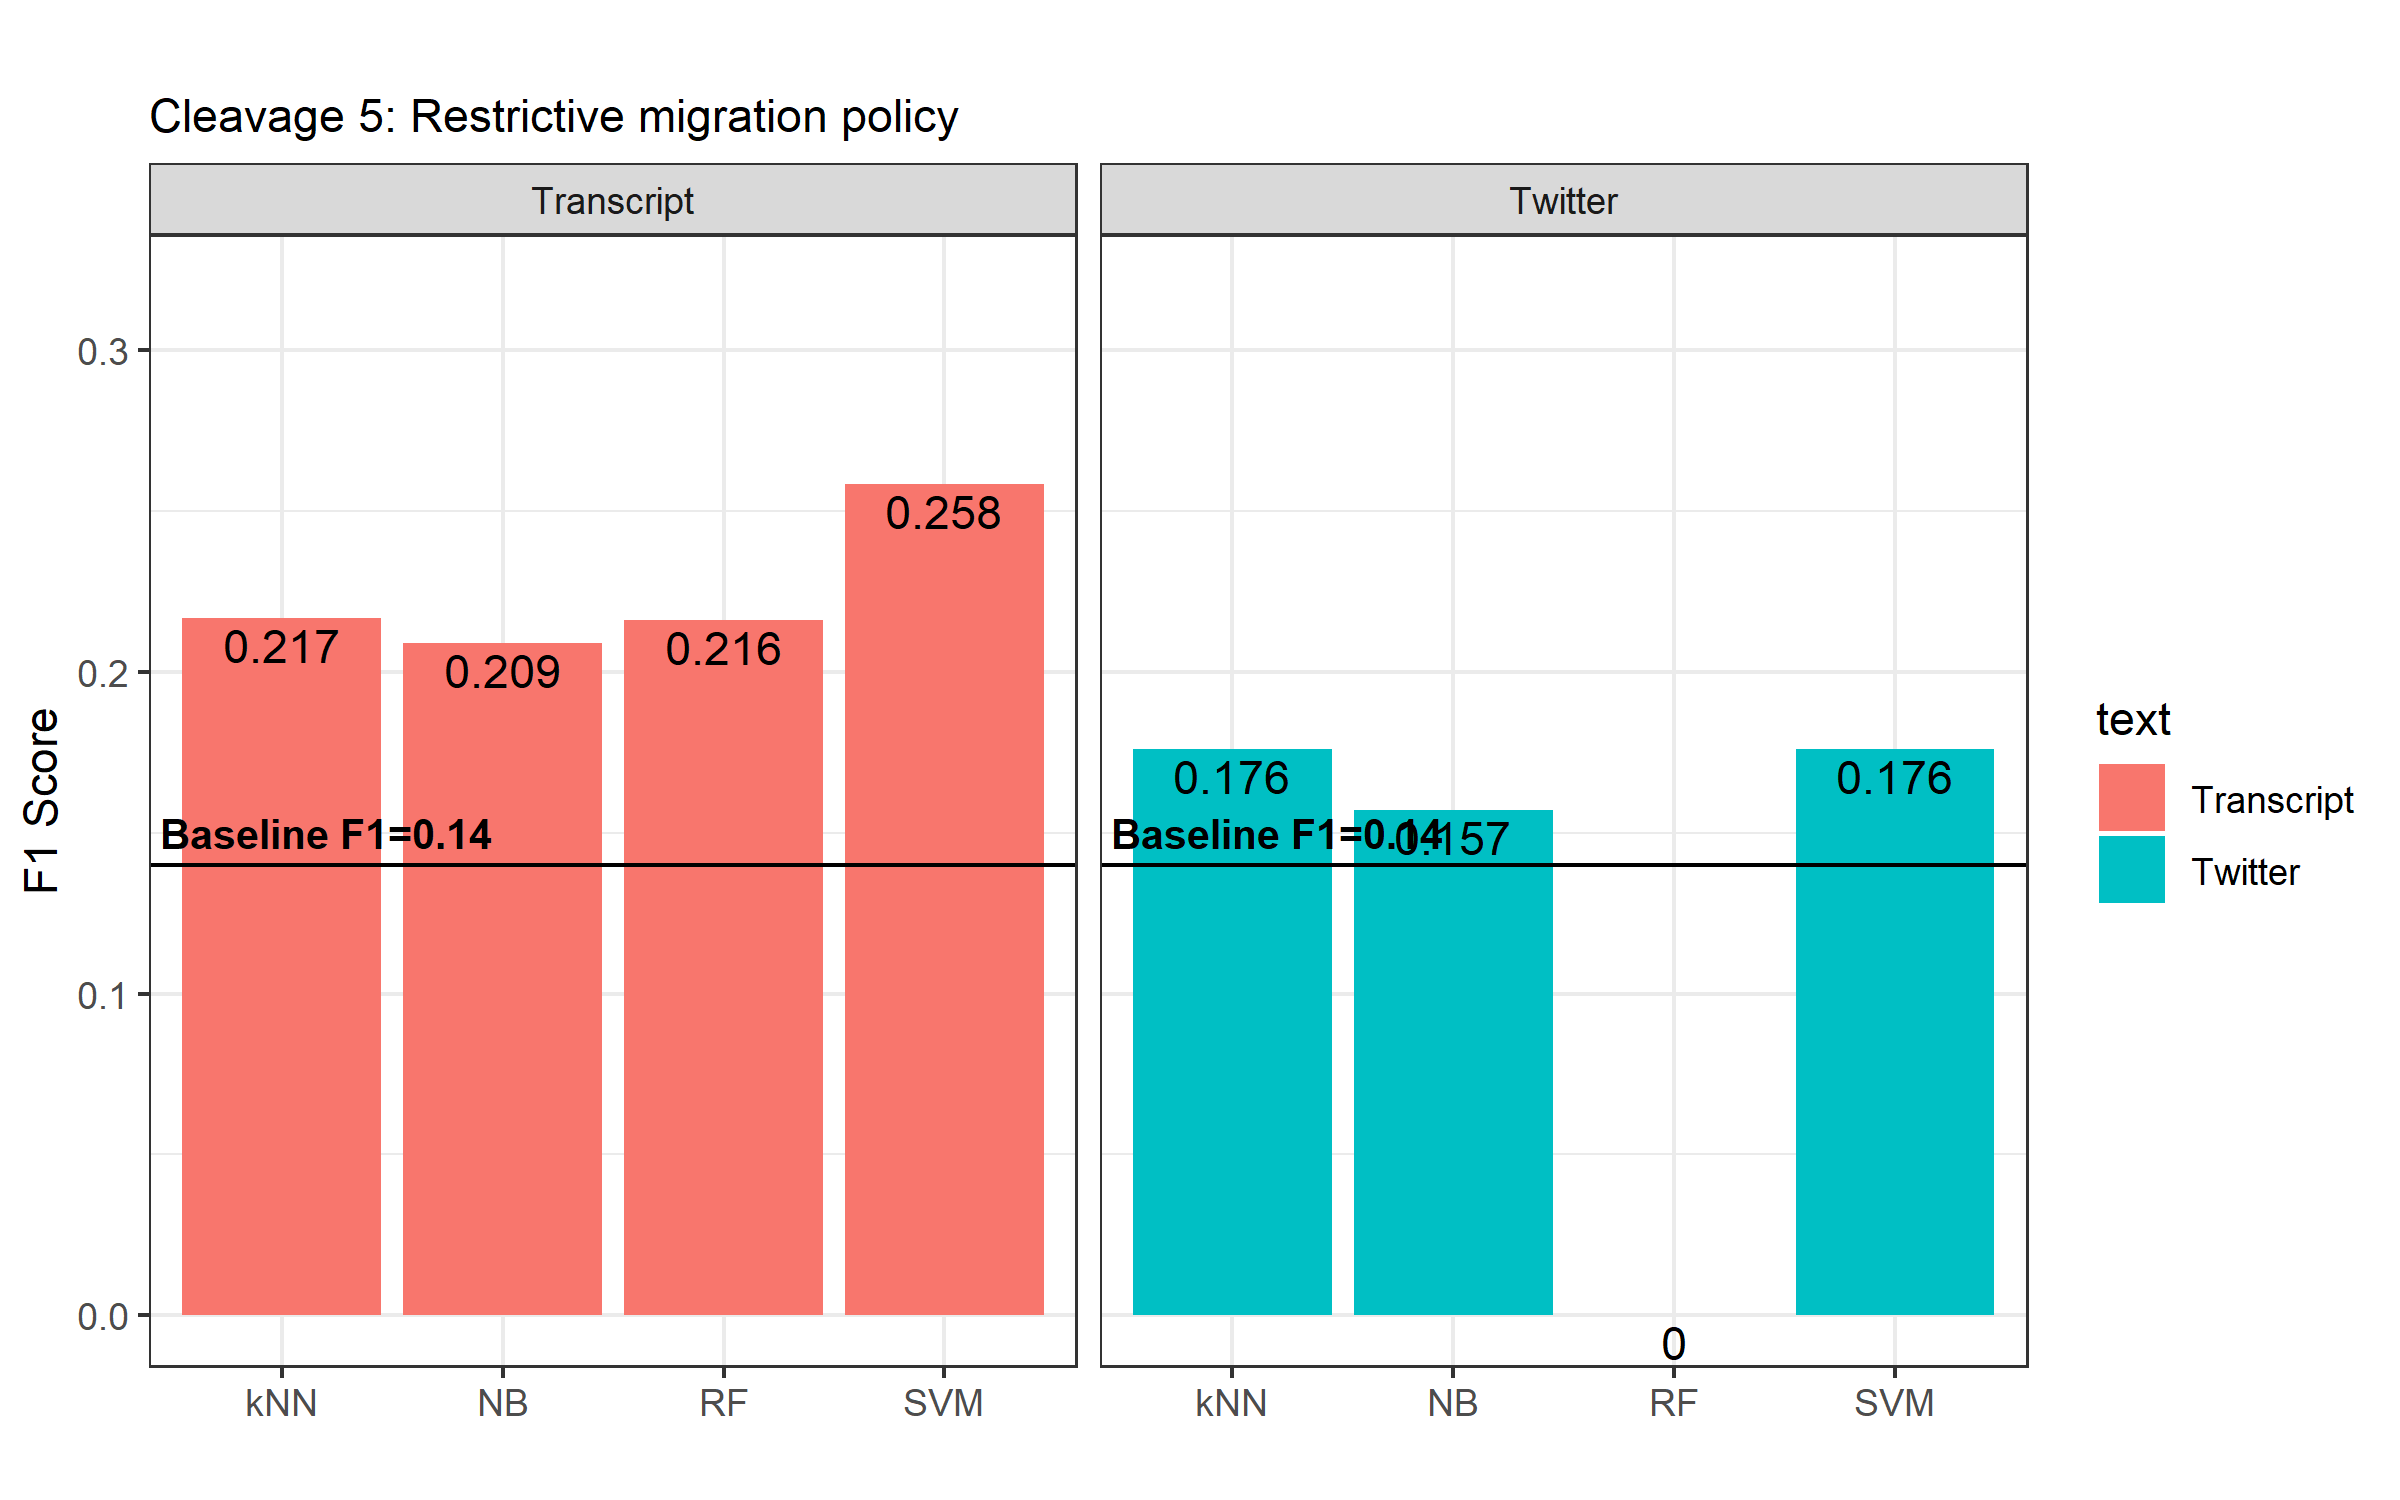 Cleavage 5: Restrictive migration policy
Transcript
Twitter
0.3
0.2
0.1
0.0
F1 Score
0.217
0.209
0.216
0.258
Baseline F1=0.14
kNN
NB
RF
SVM
0.176
0.157
0
0.176
Baseline F1=0.14
kNN
NB
RF
SVM
text
Transcript
Twitter